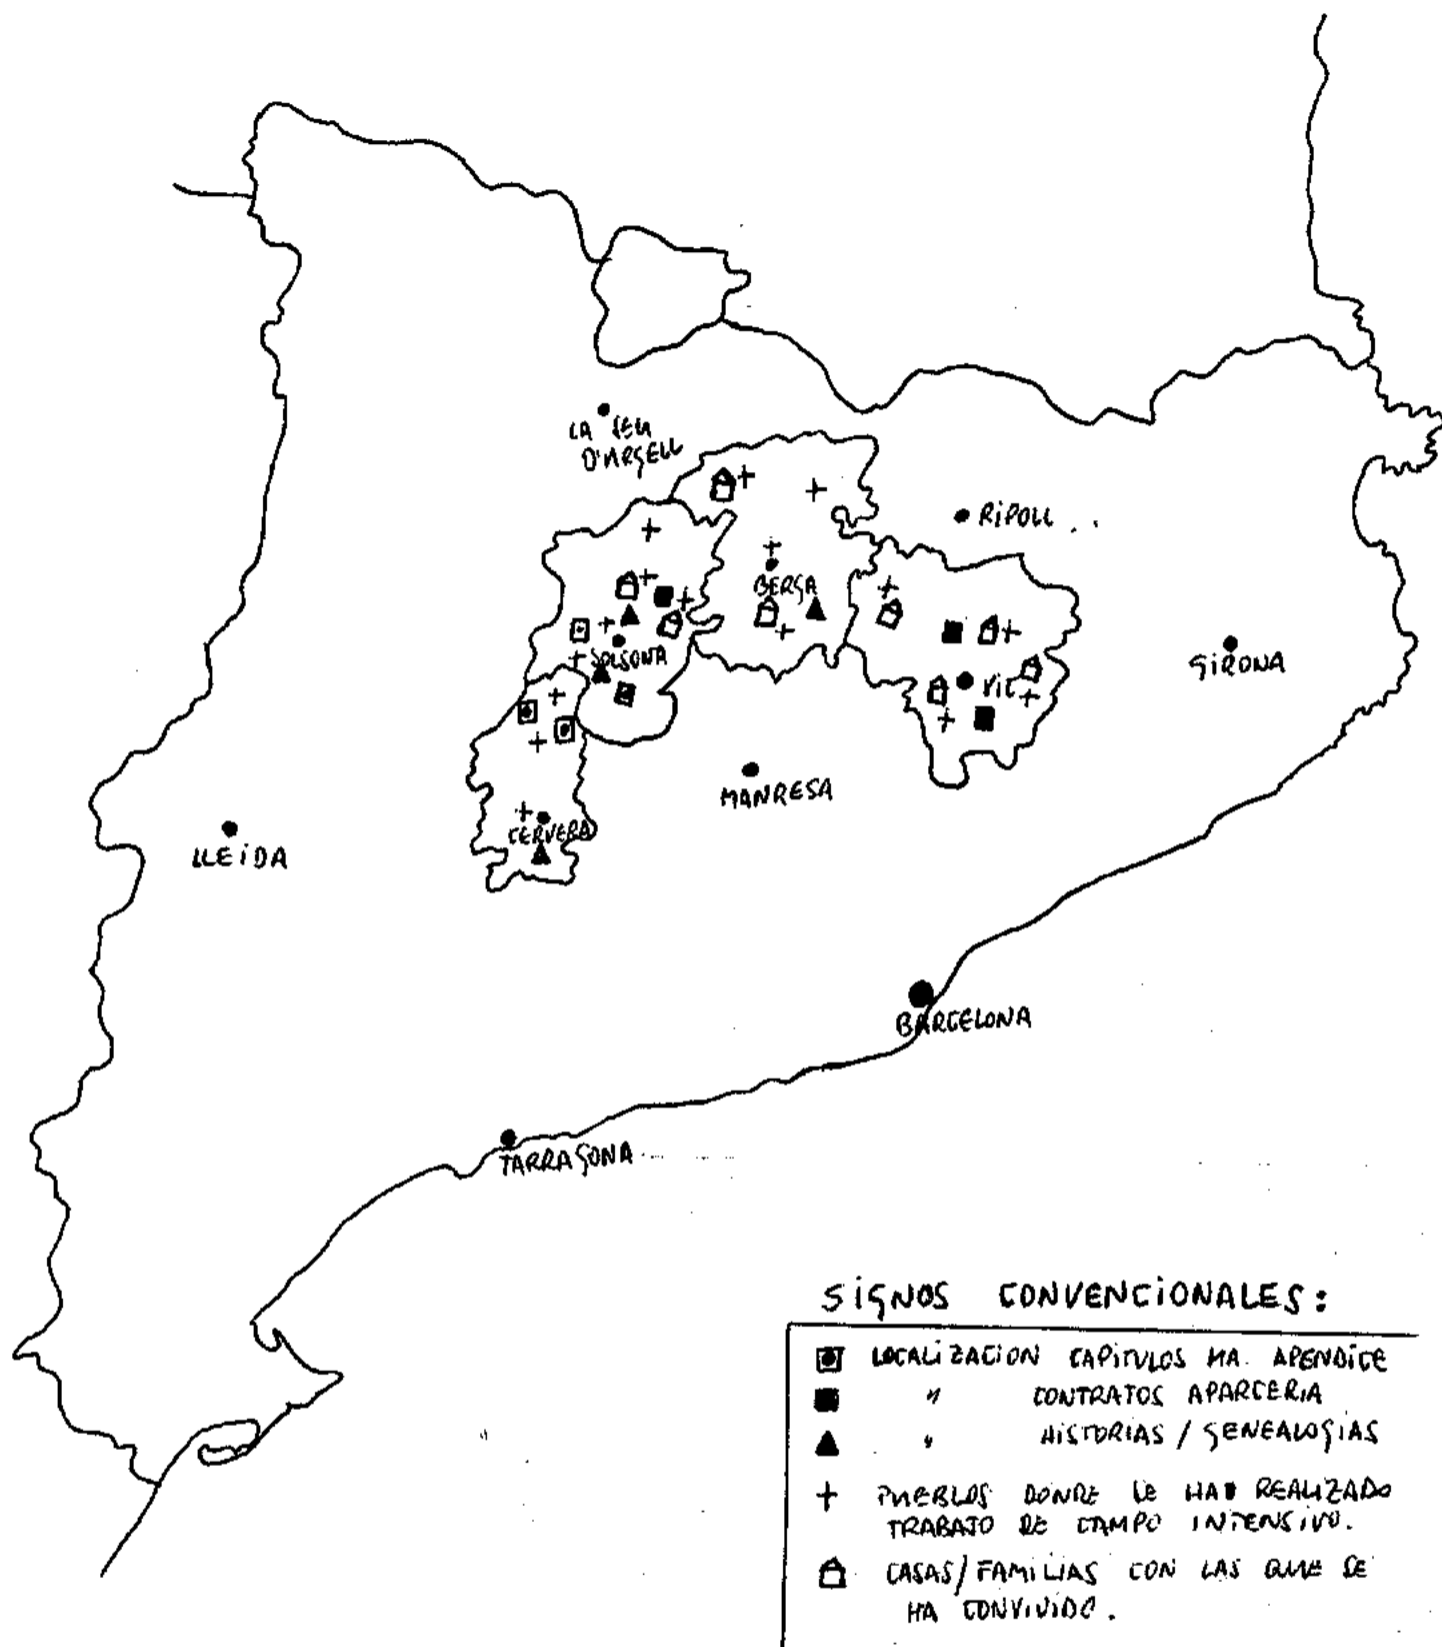 LA SEU
D'URGELL
RIPOLL
BERGA
SOLSONA
VIC
GIRONA
MANRESA
CERVERA
LLEIDA
BARCELONA
TARRAGONA
SIGNOS CONVENCIONALES:
LOCALIZACION CAPITULOS MA. APENDICE
" CONTRATOS APARCERIA
" HISTORIAS / GENEALOGIAS
PUEBLOS DONDE SE HA REALIZADO
TRABAJO DE CAMPO INTENSIVO.
CASAS/FAMILIAS CON LAS QUE SE
HA CONVIVIDO.